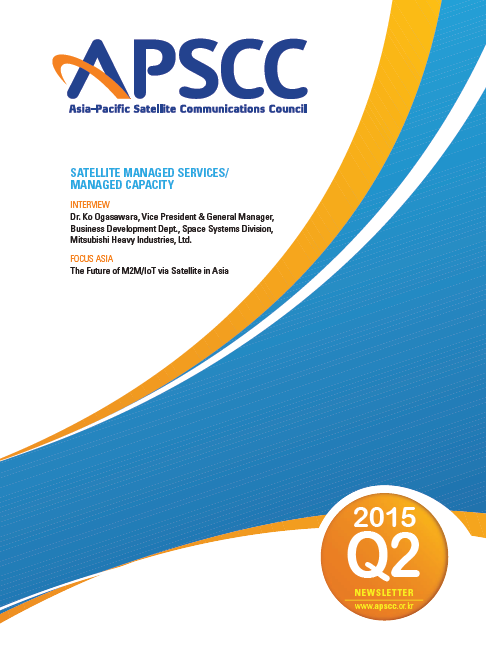 APSCC
Asia-Pacific Satellite Communications Council
SATELLITE MANAGED SERVICES/
MANAGED CAPACITY
INTERVIEW
Dr. Ko Ogasawara, Vice President & General Manager,
Business Development Dept., Space Systems Division,
Mitsubishi Heavy Industries, Ltd.
FOCUS ASIA
The Future of M2M/IoT via Satellite in Asia
2015
Q2
NEWSLETTER
www.apscc.or.kr